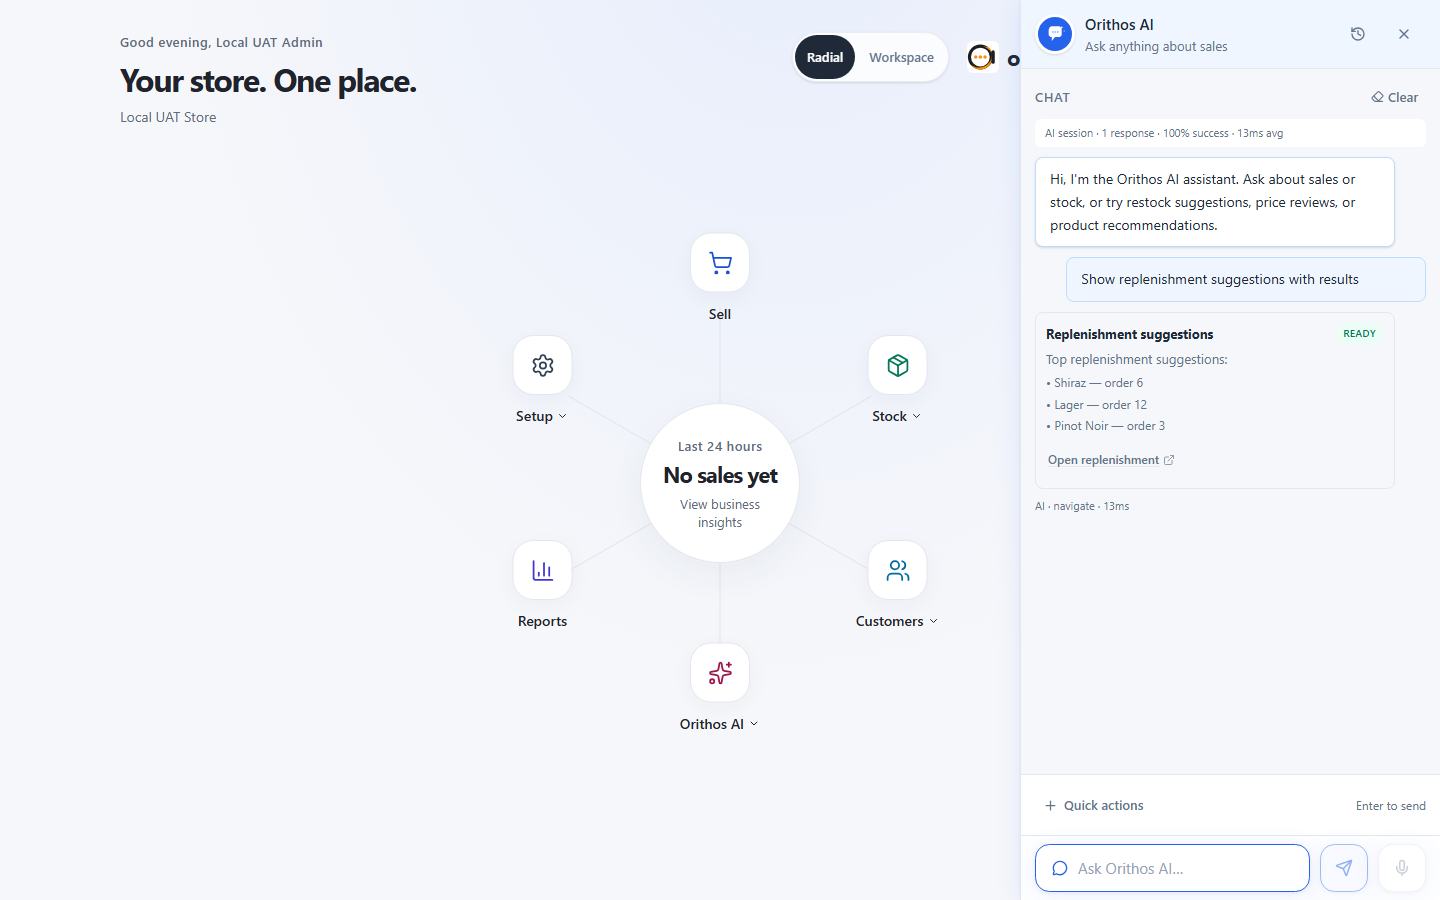 Good evening, Local UAT Admin
Your store. One place.
Local UAT Store
Radial
Workspace
o
Sell
Setup
Stock
Last 24 hours
No sales yet
View business
insights
Reports
Customers
Orithos AI
Orithos AI
Ask anything about sales
CHAT
Clear
AI session · 1 response · 100% success · 13ms avg
Hi, I'm the Orithos AI assistant. Ask about sales or
stock, or try restock suggestions, price reviews, or
product recommendations.
Show replenishment suggestions with results
Replenishment suggestions
READY
Top replenishment suggestions:
• Shiraz — order 6
• Lager — order 12
• Pinot Noir — order 3
Open replenishment
AI · navigate · 13ms
Quick actions
Enter to send
Ask Orithos AI...